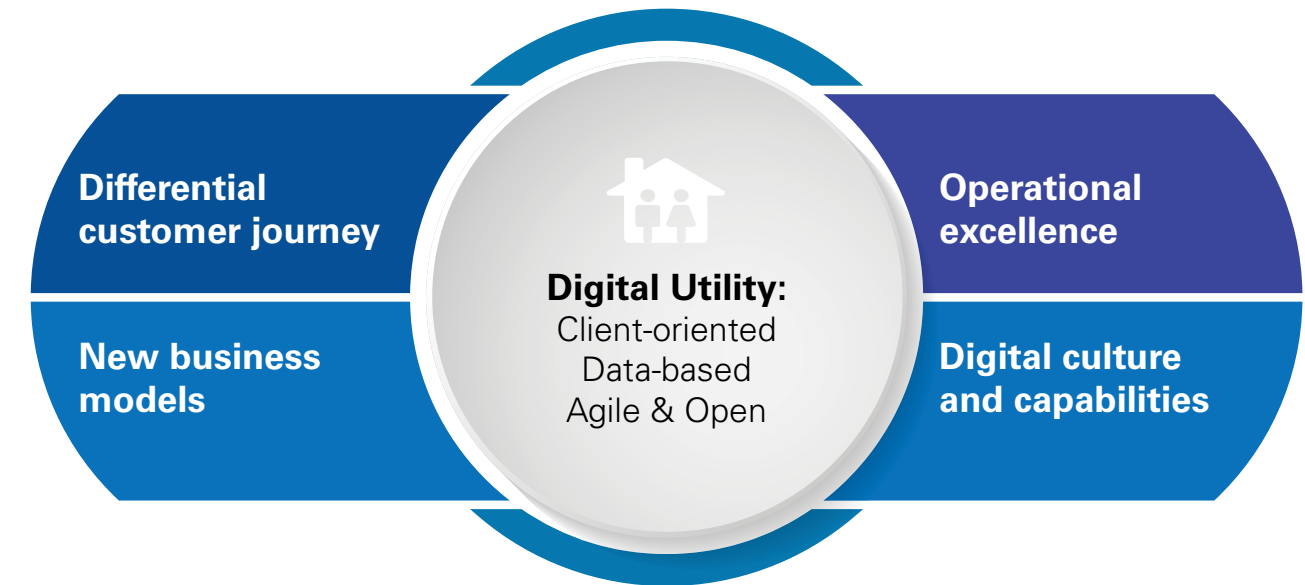 Differential
customer journey
New business
models
Digital Utility:
Client-oriented
Data-based
Agile & Open
Operational
excellence
Digital culture
and capabilities